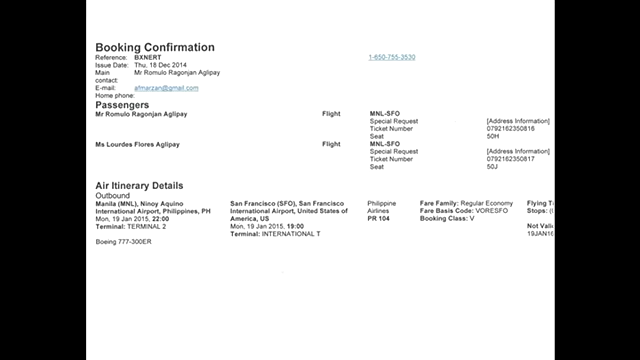 Booking Confirmation
Reference: BXNERT 1-650-755-3530
Issue Date: Thu, 18 Dec 2014
Main contact: Mr Romulo Ragonjan Aglipay
E-mail: afmarzan@gmail.com
Home phone:
Passengers
Mr Romulo Ragonjan Aglipay Flight MNL-SFO
Special Request [Address Information]
Ticket Number 0792162350816
Seat 50H
Ms Lourdes Flores Aglipay Flight MNL-SFO
Special Request [Address Information]
Ticket Number 0792162350817
Seat 50J
Air Itinerary Details
Outbound
Manila (MNL), Ninoy Aquino San Francisco (SFO), San Francisco Philippine Fare Family: Regular Economy Flying
International Airport, Philippines, PH International Airport, United States of Airlines Fare Basis Code: VORESFO Stops:
Mon, 19 Jan 2015, 22:00 America, US PR 104 Booking Class: V
Terminal: TERMINAL 2 Mon, 19 Jan 2015, 19:00 Not
Terminal: INTERNATIONAL T
Boeing 777-300ER